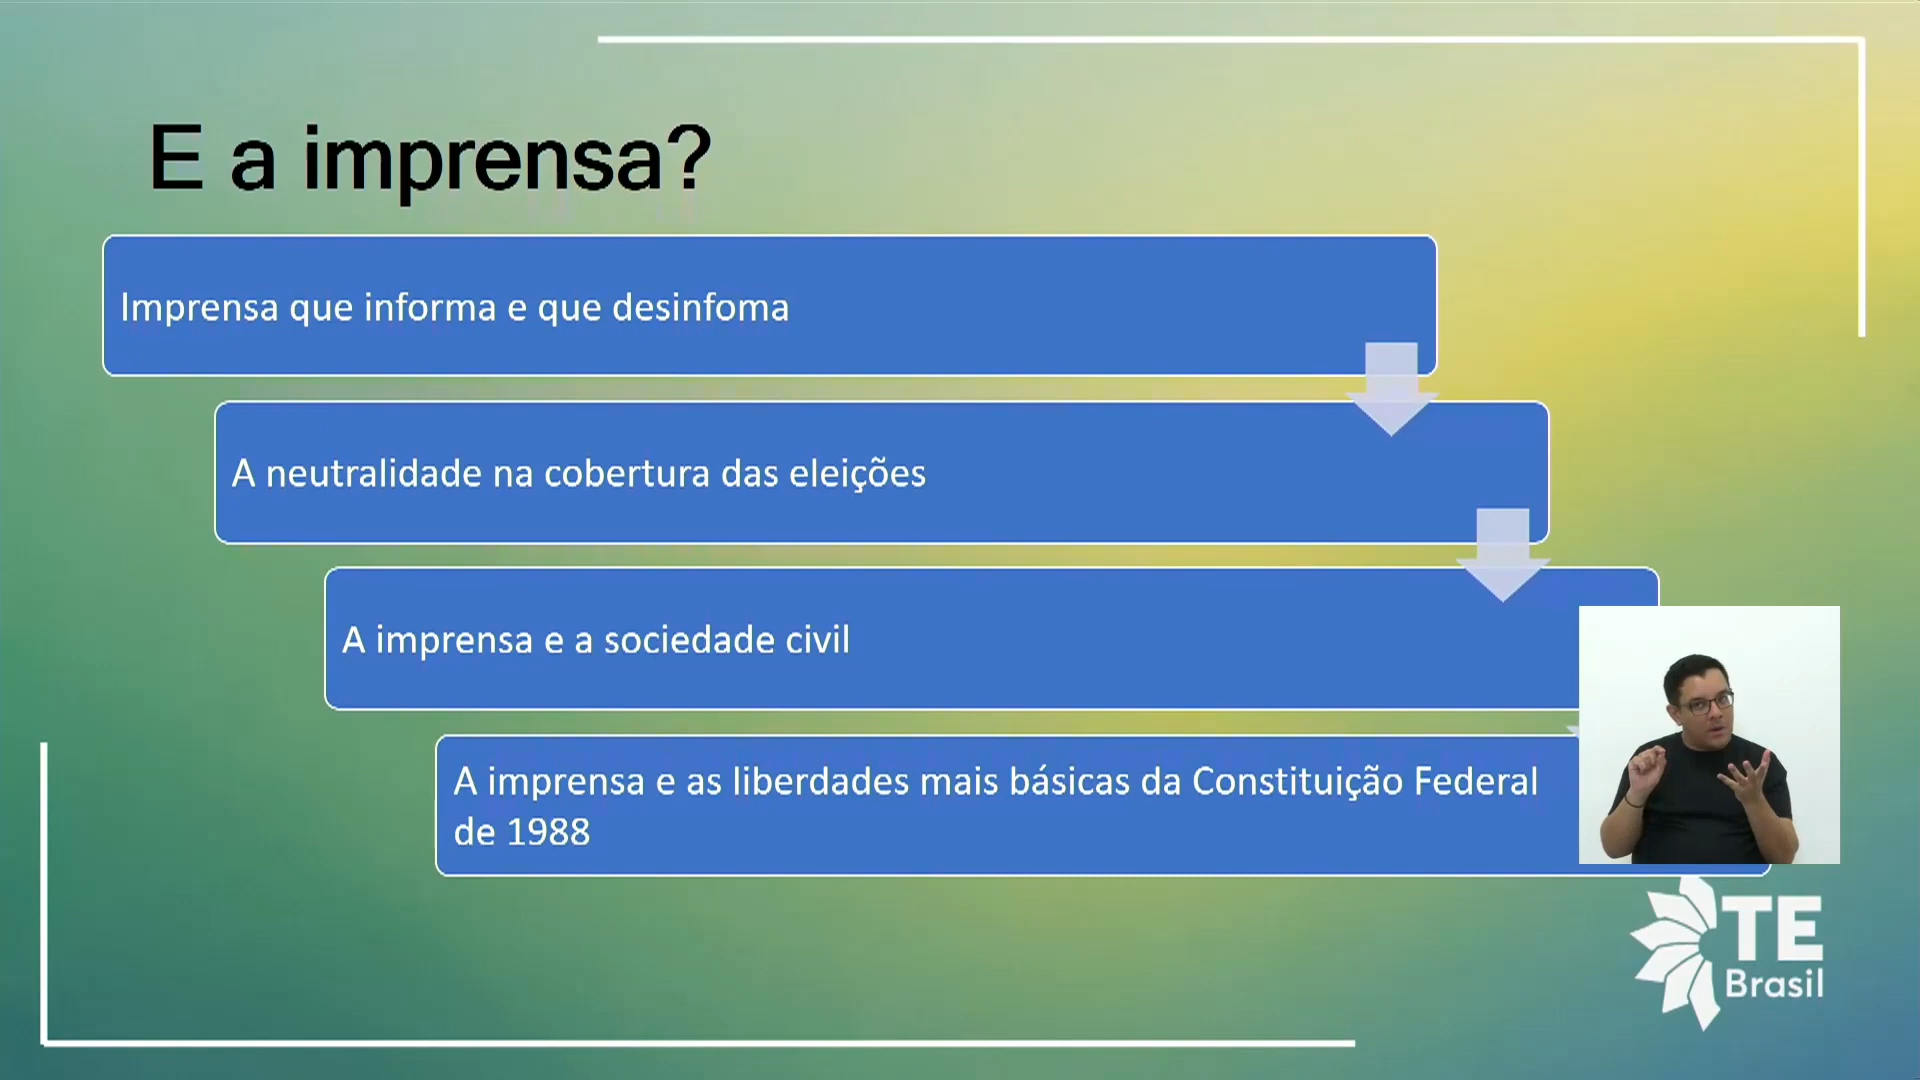 E a imprensa?
Imprensa que informa e que desinfoma
A neutralidade na cobertura das eleições
A imprensa e a sociedade civil
A imprensa e as liberdades mais básicas da Constituição Federal
de 1988
TE
Brasil